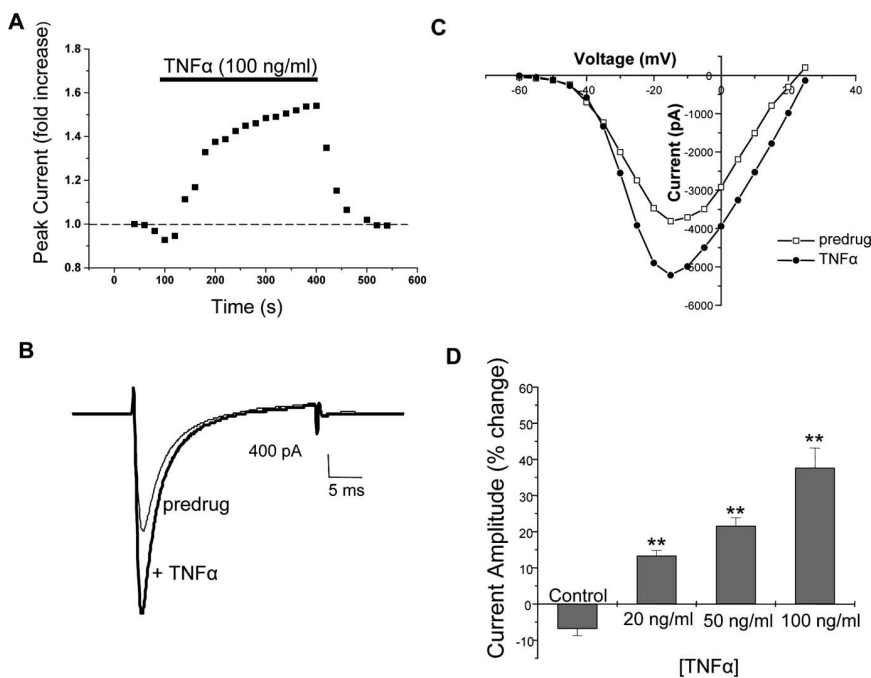 A
TNFα (100 ng/ml)
Peak Current (fold increase)
1.8
1.6
1.4
1.2
1.0
0.8
0 100 200 300 400 500 600
Time (s)
B
predrug
+ TNFα
400 pA
5 ms
C
Voltage (mV)
-60 -40 -20 0 20 40
0
-1000
-2000
-3000
-4000
-5000
-6000
Current (pA)
predrug
TNFα
D
Current Amplitude (% change)
60
50
40
30
20
10
0
-10
Control
**
**
**
20 ng/ml 50 ng/ml 100 ng/ml
[TNFα]